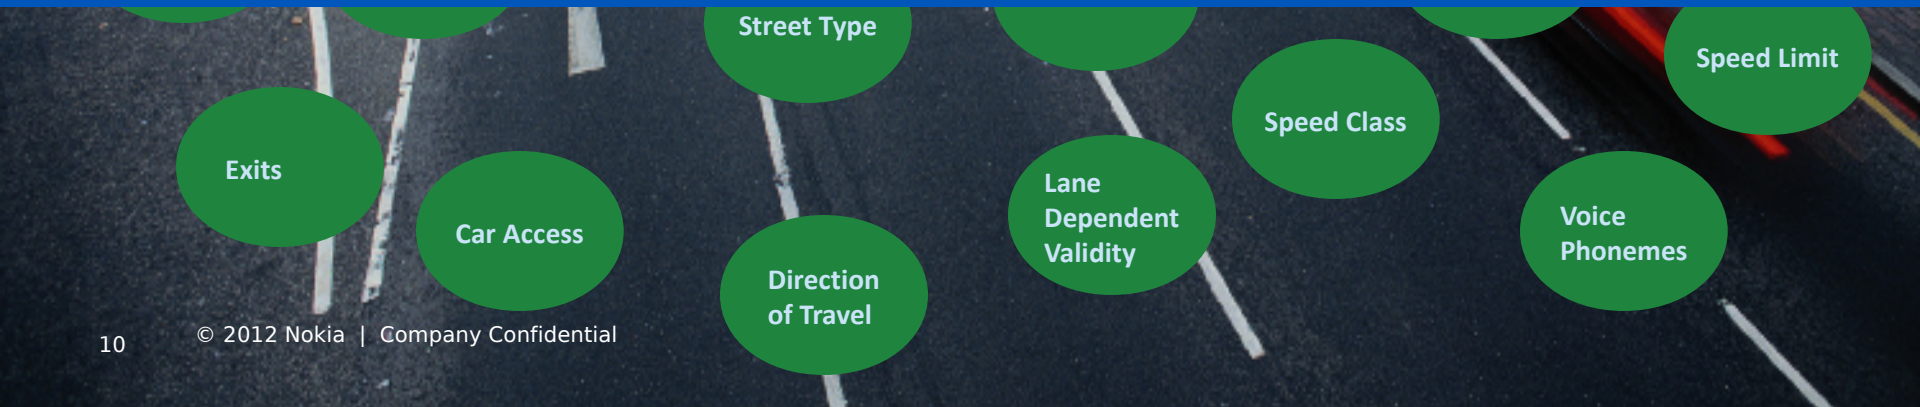 Street Type
Speed Limit
Speed Class
Exits
Lane
Dependent
Validity
Voice
Phonemes
Car Access
Direction
of Travel
© 2012 Nokia | Company Confidential
10